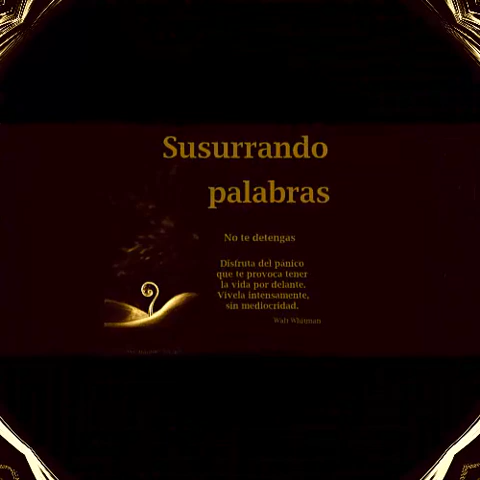 Susurrando
palabras
No te detengas
Disfruta del pánico
que te provoca tener
la vida por delante.
Vívela intensamente,
sin mediocridad.
Walt Whitman